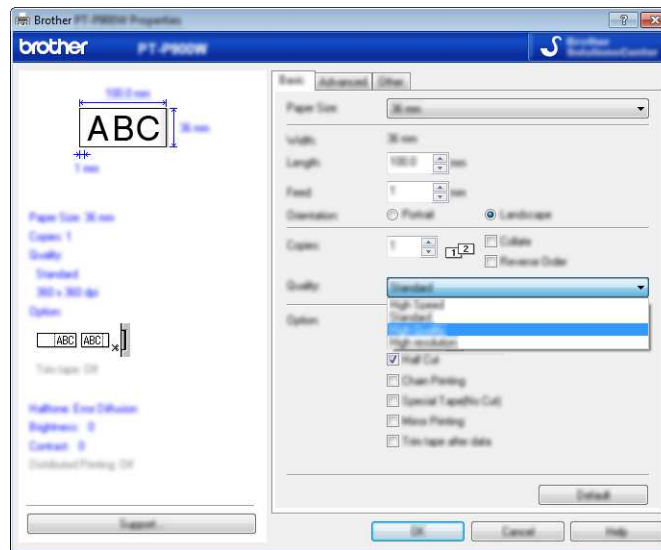 Brother PT-P900W Properties
brother PT-P900W
Brother
SolutionsCenter
Basic Advanced Other
100.0 mm
ABC
36 mm
1 mm
Paper Size: 36 mm
Copies: 1
Quality:
Standard
360 x 360 dpi
Option:
ABC ABC
Trim tape: Off
Halftone: Error Diffusion
Brightness: 0
Contrast: 0
Distributed Printing: Off
Support...
Paper Size: 36 mm
Width: 36 mm
Length: 100.0 mm
Feed: 1 mm
Orientation: Portrait Landscape
Copies: 1 1 2 Collate
Reverse Order
Quality: Standard
High Speed
Standard
High Quality
High resolution
Option:
Half Cut
Chain Printing
Special Tape(No Cut)
Mirror Printing
Trim tape after data
Default
OK Cancel Help